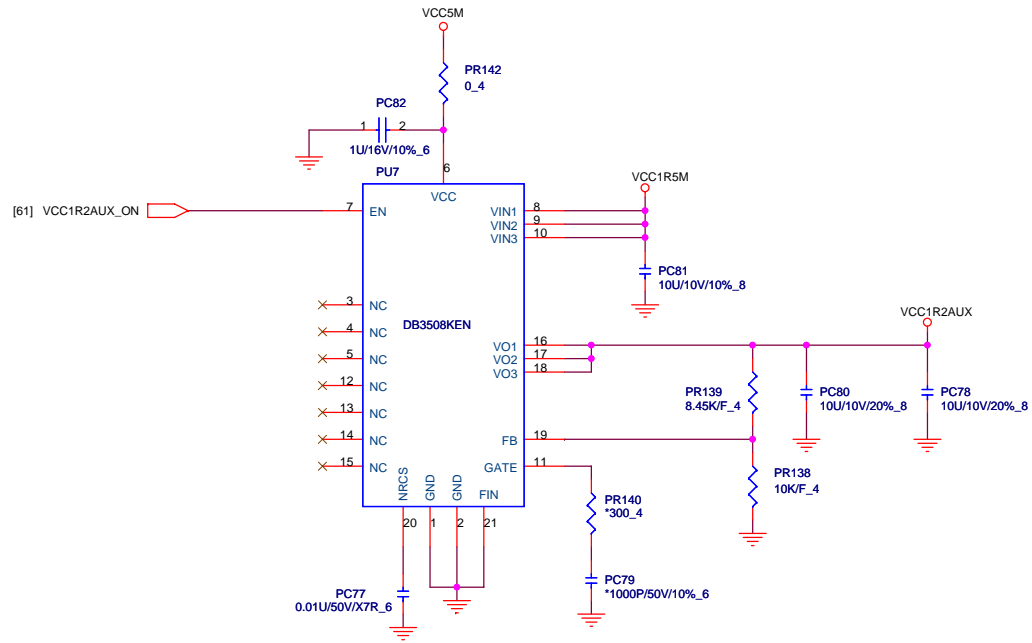 VCC5M
PR142
0_4
PC82
1 2
1U/16V/10%_6
6
PU7
VCC
VCC1R5M
[61] VCC1R2AUX_ON
7 EN
VIN1 8
VIN2 9
VIN3 10
PC81
10U/10V/10%_8
3 NC
4 NC
5 NC
12 NC
13 NC
14 NC
15 NC
DB3508KEN
VCC1R2AUX
VO1 16
VO2 17
VO3 18
PR139
8.45K/F_4
PC80
10U/10V/20%_8
PC78
10U/10V/20%_8
FB 19
GATE 11
PR138
10K/F_4
NRCS
GND
GND
FIN
20
1
2
21
PR140
*300_4
PC79
*1000P/50V/10%_6
PC77
0.01U/50V/X7R_6